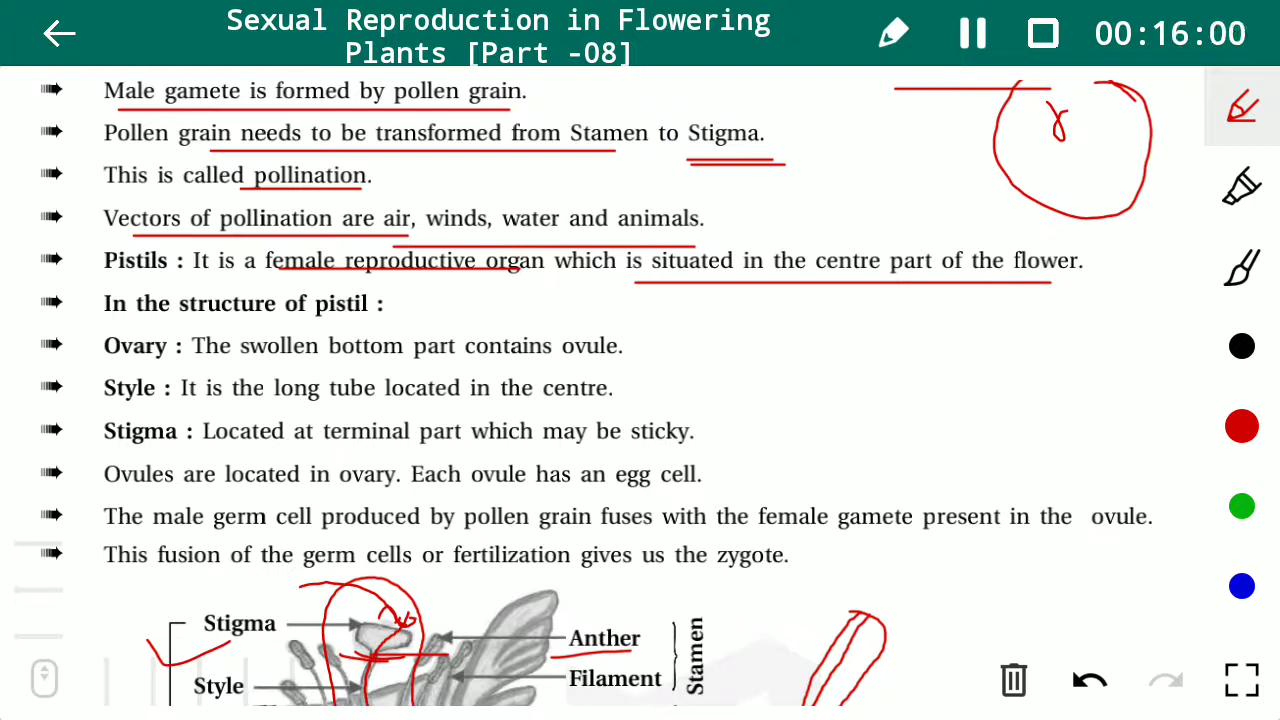 Sexual Reproduction in Flowering
Plants [Part -08]
00:16:00
Male gamete is formed by pollen grain.
Pollen grain needs to be transformed from Stamen to Stigma.
This is called pollination.
Vectors of pollination are air, winds, water and animals.
Pistils : It is a female reproductive organ which is situated in the centre part of the flower.
In the structure of pistil :
Ovary : The swollen bottom part contains ovule.
Style : It is the long tube located in the centre.
Stigma : Located at terminal part which may be sticky.
Ovules are located in ovary. Each ovule has an egg cell.
The male germ cell produced by pollen grain fuses with the female gamete present in the ovule.
This fusion of the germ cells or fertilization gives us the zygote.
Stigma
Anther
Style
Filament
Stamen